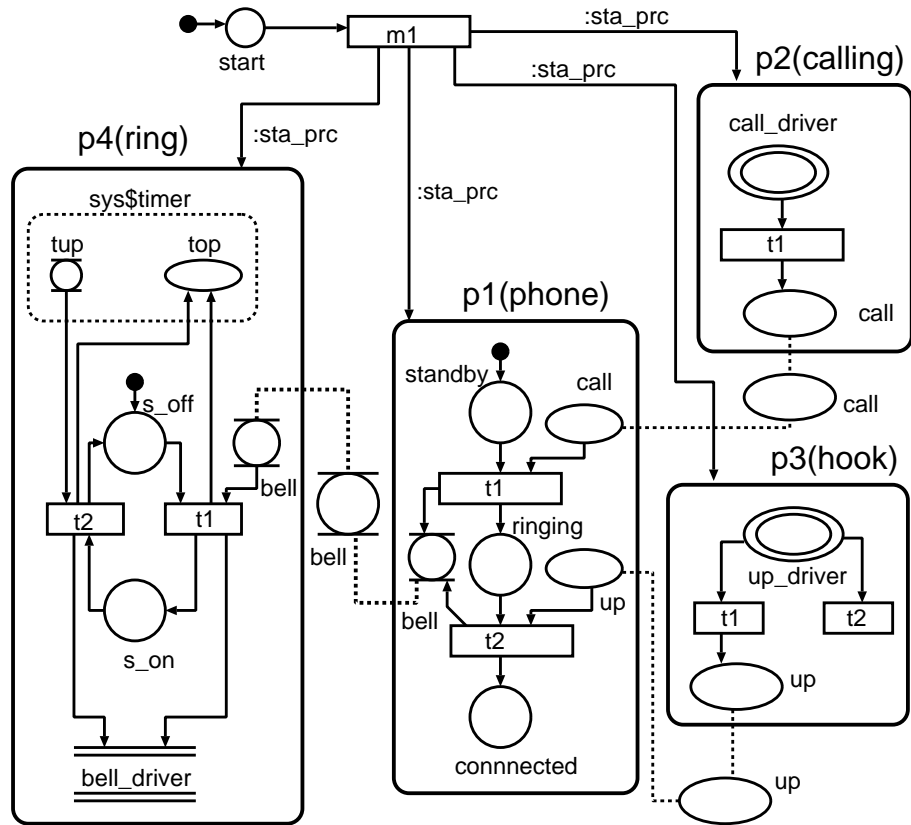 :sta_prc
m1
start
:sta_prc
p2(calling)
:sta_prc
p4(ring)
call_driver
:sta_prc
sys$timer
tup
top
t1
p1(phone)
call
standby
call
call
s_off
p3(hook)
bell
t1
t2
t1
ringing
bell
up_driver
up
bell
t1
t2
t2
s_on
up
connnected
bell_driver
up